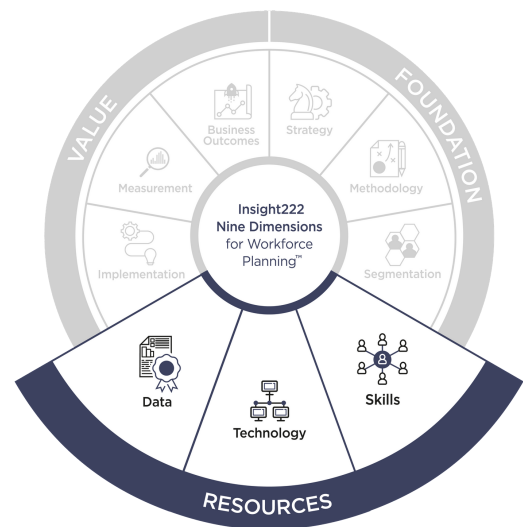 VALUE
FOUNDATION
Business
Outcomes
Strategy
Measurement
Methodology
Implementation
Segmentation
Insight222
Nine Dimensions
for Workforce
Planning™
Data
Technology
Skills
RESOURCES